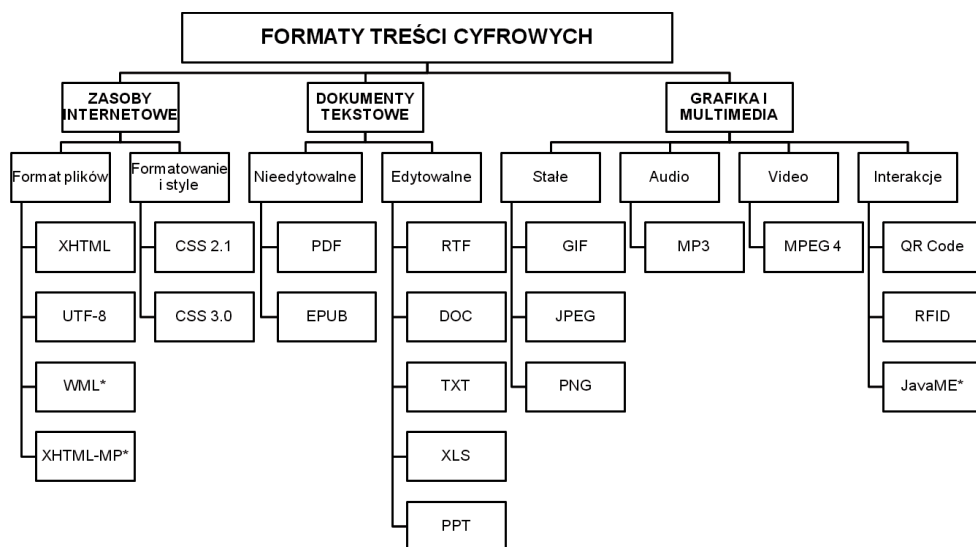 FORMATY TREŚCI CYFROWYCH
ZASOBY
INTERNETOWE
DOKUMENTY
TEKSTOWE
GRAFIKA I
MULTIMEDIA
Format plików
Formatowanie
i style
Nieedytowalne
Edytowalne
Stałe
Audio
Video
Interakcje
XHTML
CSS 2.1
PDF
RTF
GIF
MP3
MPEG 4
QR Code
UTF-8
CSS 3.0
EPUB
DOC
JPEG
RFID
WML*
TXT
PNG
JavaME*
XHTML-MP*
XLS
PPT